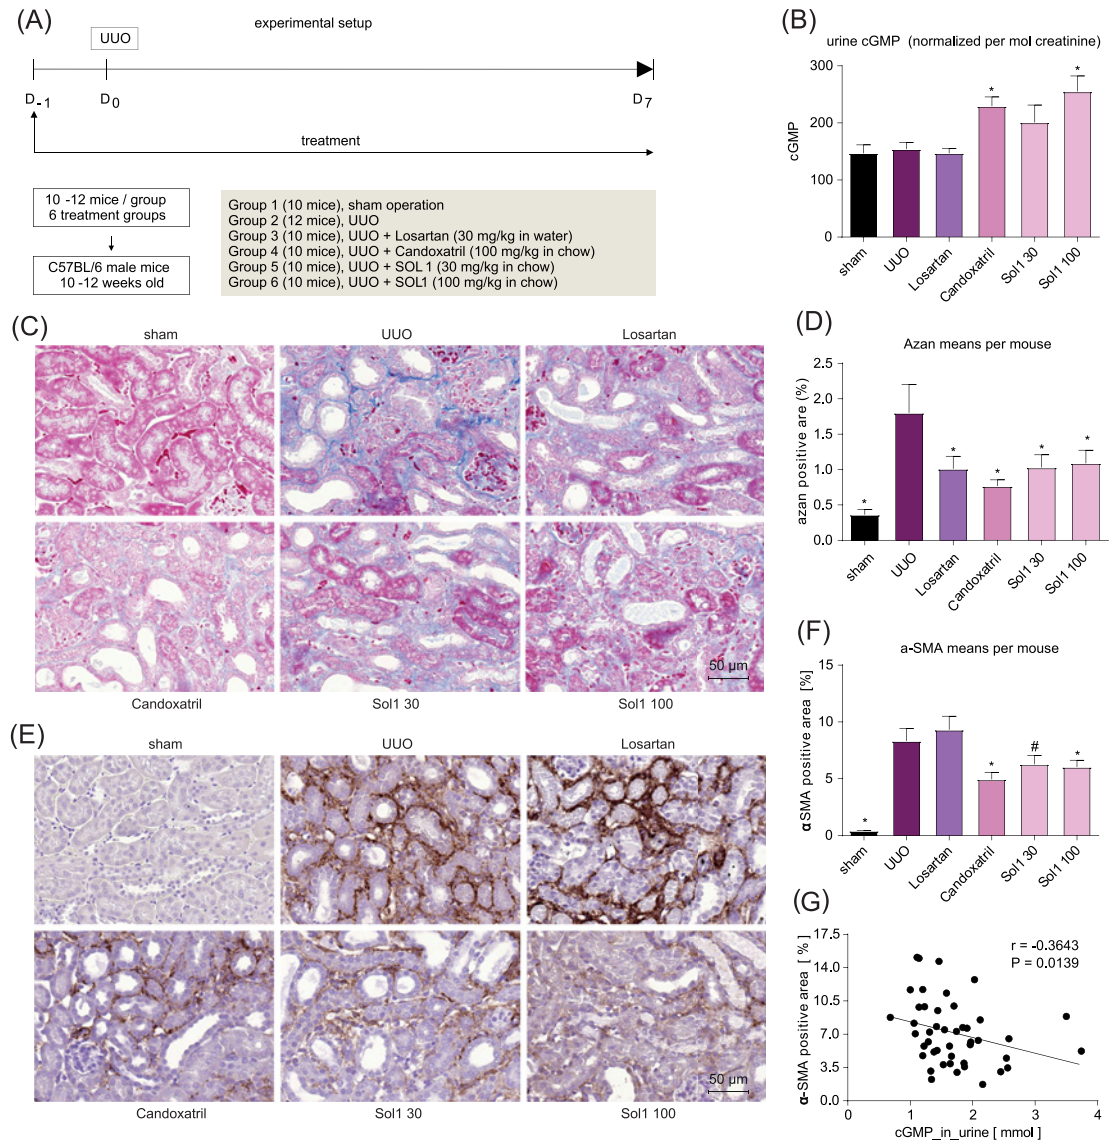 (A)
experimental setup
UUO
D-1
D0
D7
treatment
10 -12 mice / group
6 treatment groups
C57BL/6 male mice
10 -12 weeks old
Group 1 (10 mice), sham operation
Group 2 (12 mice), UUO
Group 3 (10 mice), UUO + Losartan (30 mg/kg in water)
Group 4 (10 mice), UUO + Candoxatril (100 mg/kg in chow)
Group 5 (10 mice), UUO + SOL 1 (30 mg/kg in chow)
Group 6 (10 mice), UUO + SOL1 (100 mg/kg in chow)
(B)
urine cGMP (normalized per mol creatinine)
cGMP
300
200
100
0
*
*
sham
UUO
Losartan
Candoxatril
Sol1 30
Sol1 100
(C)
sham
UUO
Losartan
50 µm
Candoxatril
Sol1 30
Sol1 100
(D)
Azan means per mouse
azan positive are (%)
2.5
2.0
1.5
1.0
0.5
0.0
*
*
*
*
*
sham
UUO
Losartan
Candoxatril
Sol1 30
Sol1 100
(E)
sham
UUO
Losartan
50 µm
Candoxatril
Sol1 30
Sol1 100
(F)
a-SMA means per mouse
αSMA positive area [%]
15
10
5
0
*
*
#
*
sham
UUO
Losartan
Candoxatril
Sol1 30
Sol1 100
(G)
α-SMA positive area [ % ]
17.5
14.0
10.5
7.0
3.5
0.0
r = -0.3643
P = 0.0139
0
1
2
3
4
cGMP_in_urine [ mmol ]